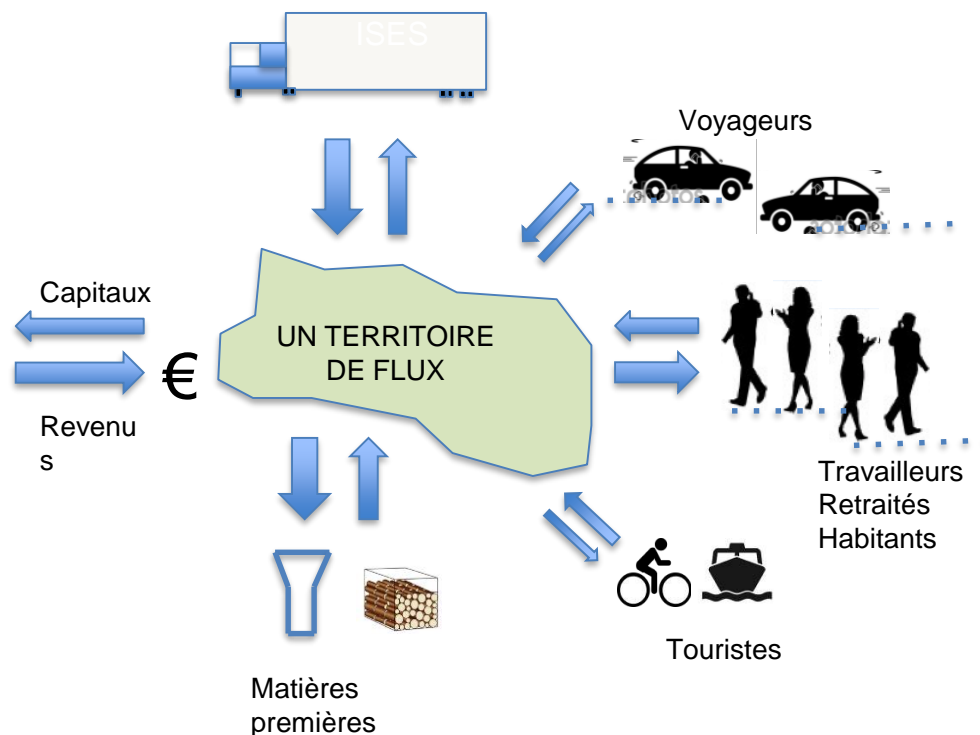 ISES
Voyageurs
Capitaux
UN TERRITOIRE
DE FLUX
€
Revenu
s
Travailleurs
Retraités
Habitants
Touristes
Matières
premières